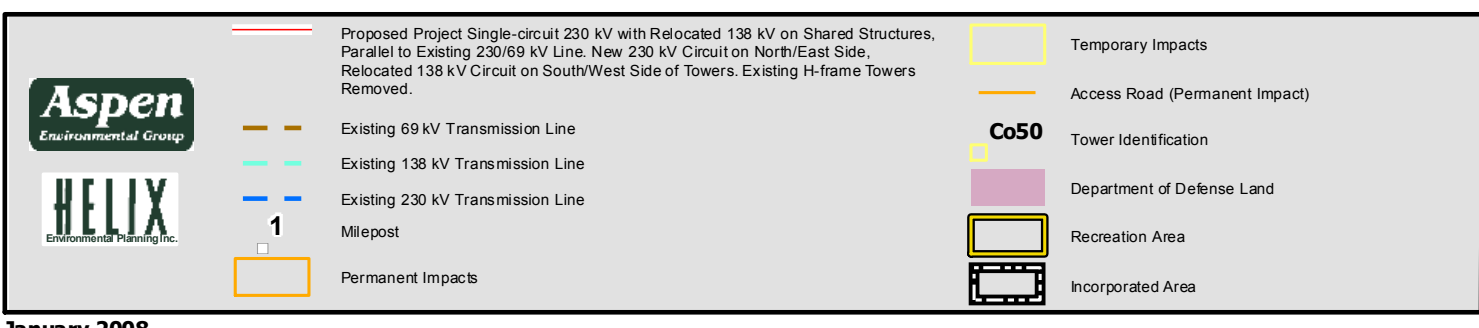 Aspen
Environmental Group
HELIX
Environmental Planning Inc.
Proposed Project Single-circuit 230 kV with Relocated 138 kV on Shared Structures,
Parallel to Existing 230/69 kV Line. New 230 kV Circuit on North/East Side,
Relocated 138 kV Circuit on South/West Side of Towers. Existing H-frame Towers
Removed.
Existing 69 kV Transmission Line
Existing 138 kV Transmission Line
Existing 230 kV Transmission Line
1
Milepost
Permanent Impacts
Temporary Impacts
Access Road (Permanent Impact)
Co50
Tower Identification
Department of Defense Land
Recreation Area
Incorporated Area
January 2008